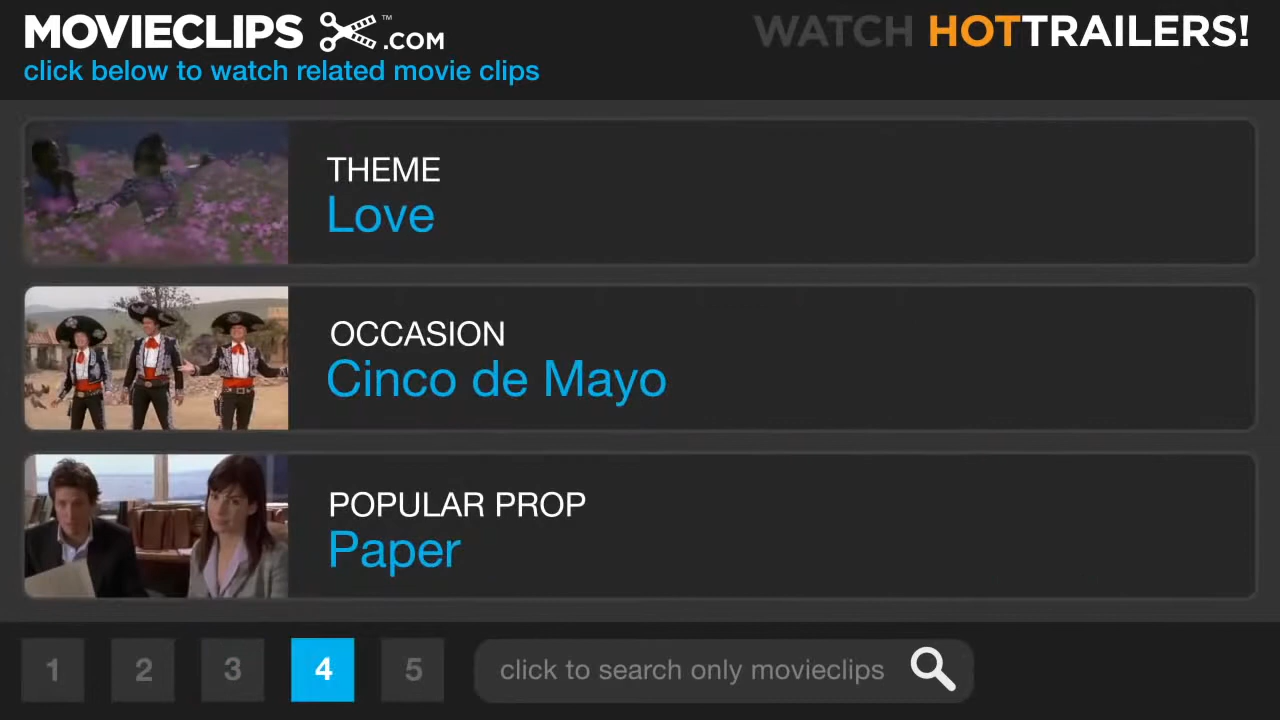 MOVIECLIPS™.COM
WATCH HOTTRAILERS!
click below to watch related movie clips
THEME
Love
OCCASION
Cinco de Mayo
POPULAR PROP
Paper
1 2 3 4 5 click to search only movieclips